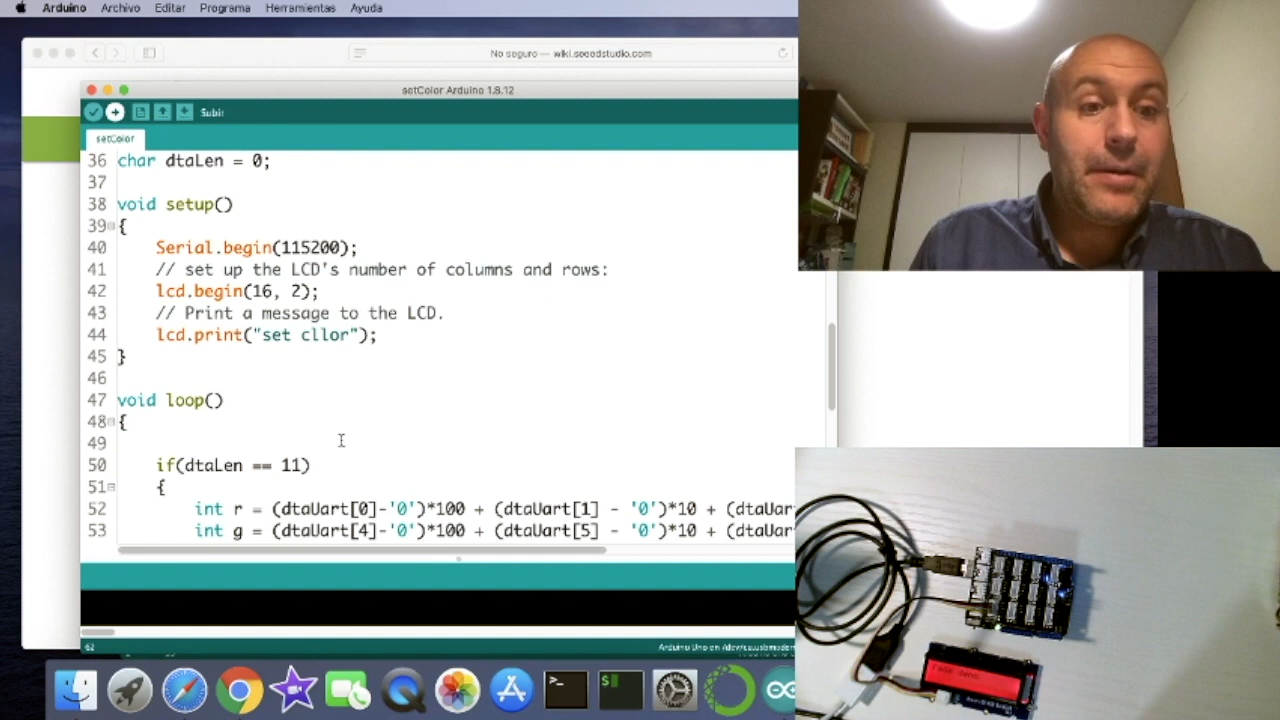 Arduino Archivo Editar Programa Herramientas Ayuda
No seguro — wiki.seeedstudio.com
setColor Arduino 1.8.12
Subir
setColor
36 char dtaLen = 0;
37
38 void setup()
39 {
40 Serial.begin(115200);
41 // set up the LCD's number of columns and rows:
42 lcd.begin(16, 2);
43 // Print a message to the LCD.
44 lcd.print("set cllor");
45 }
46
47 void loop()
48 {
49
50 if(dtaLen == 11)
51 {
52 int r = (dtaUart[0]-'0')*100 + (dtaUart[1] - '0')*10 + (dtaUar
53 int g = (dtaUart[4]-'0')*100 + (dtaUart[5] - '0')*10 + (dtaUar
62
Arduino Uno en